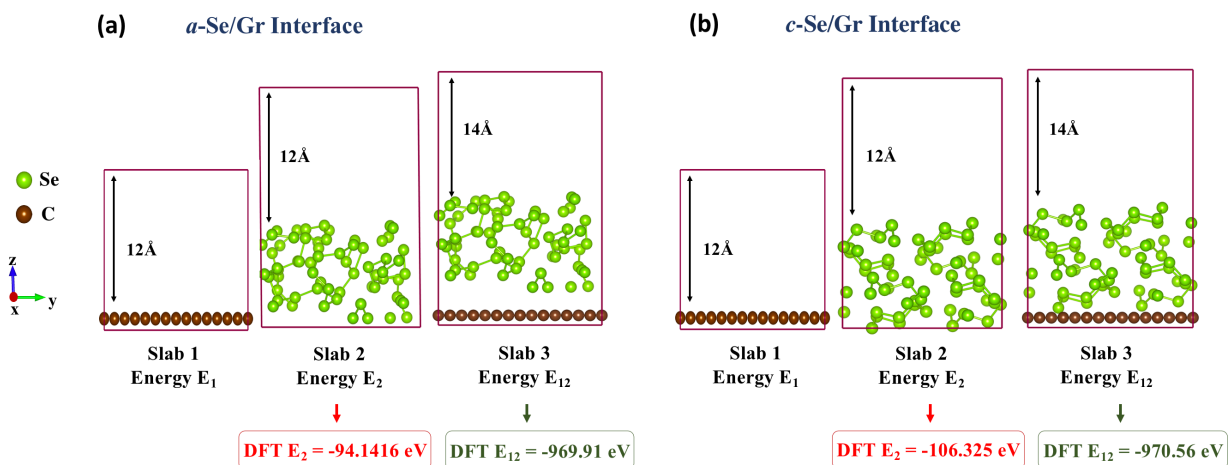 (a)
a-Se/Gr Interface
12Å
12Å
14Å
Se
C
z
y
x
Slab 1
Energy E₁
Slab 2
Energy E₂
Slab 3
Energy E₁₂
DFT E₂ = -94.1416 eV
DFT E₁₂ = -969.91 eV
(b)
c-Se/Gr Interface
12Å
12Å
14Å
Slab 1
Energy E₁
Slab 2
Energy E₂
Slab 3
Energy E₁₂
DFT E₂ = -106.325 eV
DFT E₁₂ = -970.56 eV